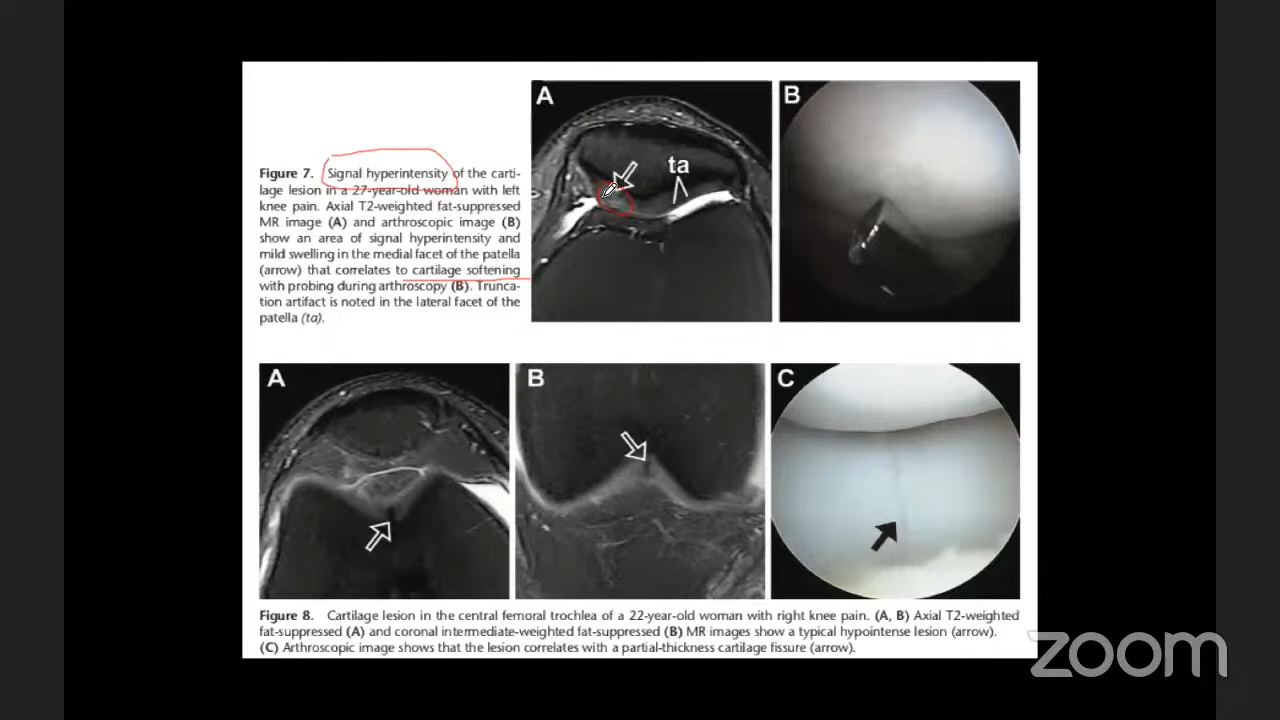 A
B
ta
Figure 7. Signal hyperintensity of the carti-
lage lesion in a 27-year-old woman with left
knee pain. Axial T2-weighted fat-suppressed
MR image (A) and arthroscopic image (B)
show an area of signal hyperintensity and
mild swelling in the medial facet of the patella
(arrow) that correlates to cartilage softening
with probing during arthroscopy (B). Trunca-
tion artifact is noted in the lateral facet of the
patella (ta).
A
B
C
Figure 8. Cartilage lesion in the central femoral trochlea of a 22-year-old woman with right knee pain. (A, B) Axial T2-weighted
fat-suppressed (A) and coronal intermediate-weighted fat-suppressed (B) MR images show a typical hypointense lesion (arrow).
(C) Arthroscopic image shows that the lesion correlates with a partial-thickness cartilage fissure (arrow).
zoom